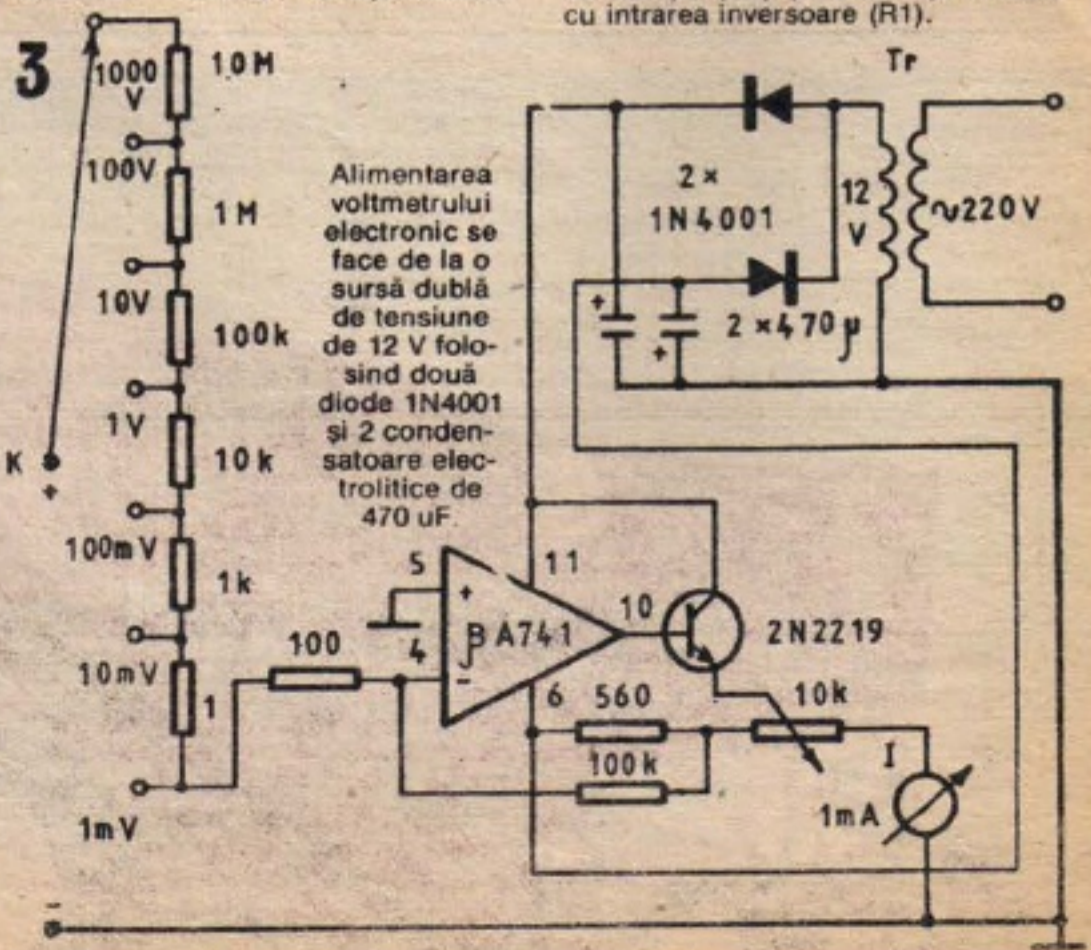 cu intrarea inversoare (R1).
3
1000 V
10M
100V
1M
10V
100k
1V
10k
K
+
100mV
1k
10mV
1
1mV
-
Alimentarea
voltmetrului
electronic se
face de la o
sursă dublă
de tensiune
de 12 V folo-
sind două
diode 1N4001
și 2 conden-
satoare elec-
trolitice de
470 uF.
Tr
2×
1N4001
12 V
~220V
+
+
2×470µ
100
5
+
4
-
βA741
11
10
6
2N2219
560
100k
10k
I
1mA